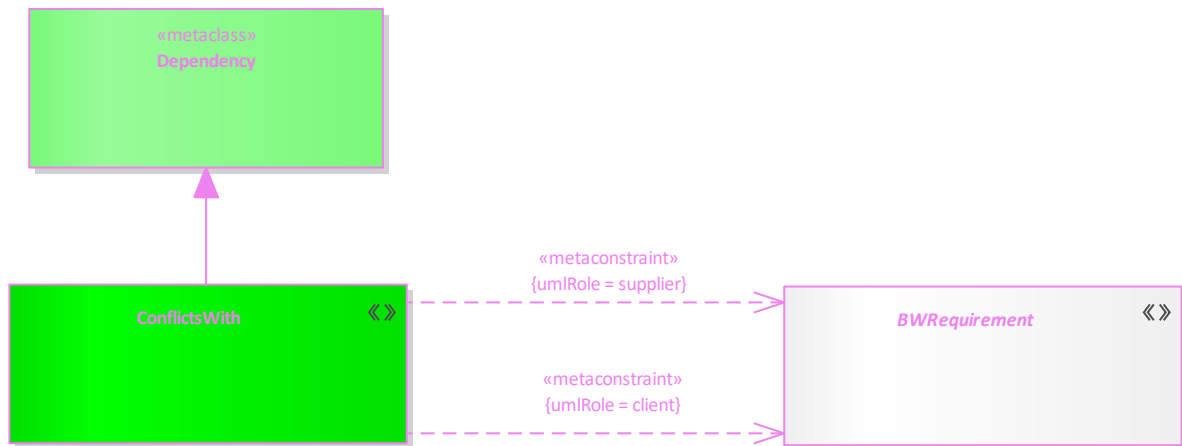 «metaclass»
Dependency
«metaconstraint»
{umlRole = supplier}
ConflictsWith
«»
BWRequirement
«»
«metaconstraint»
{umlRole = client}